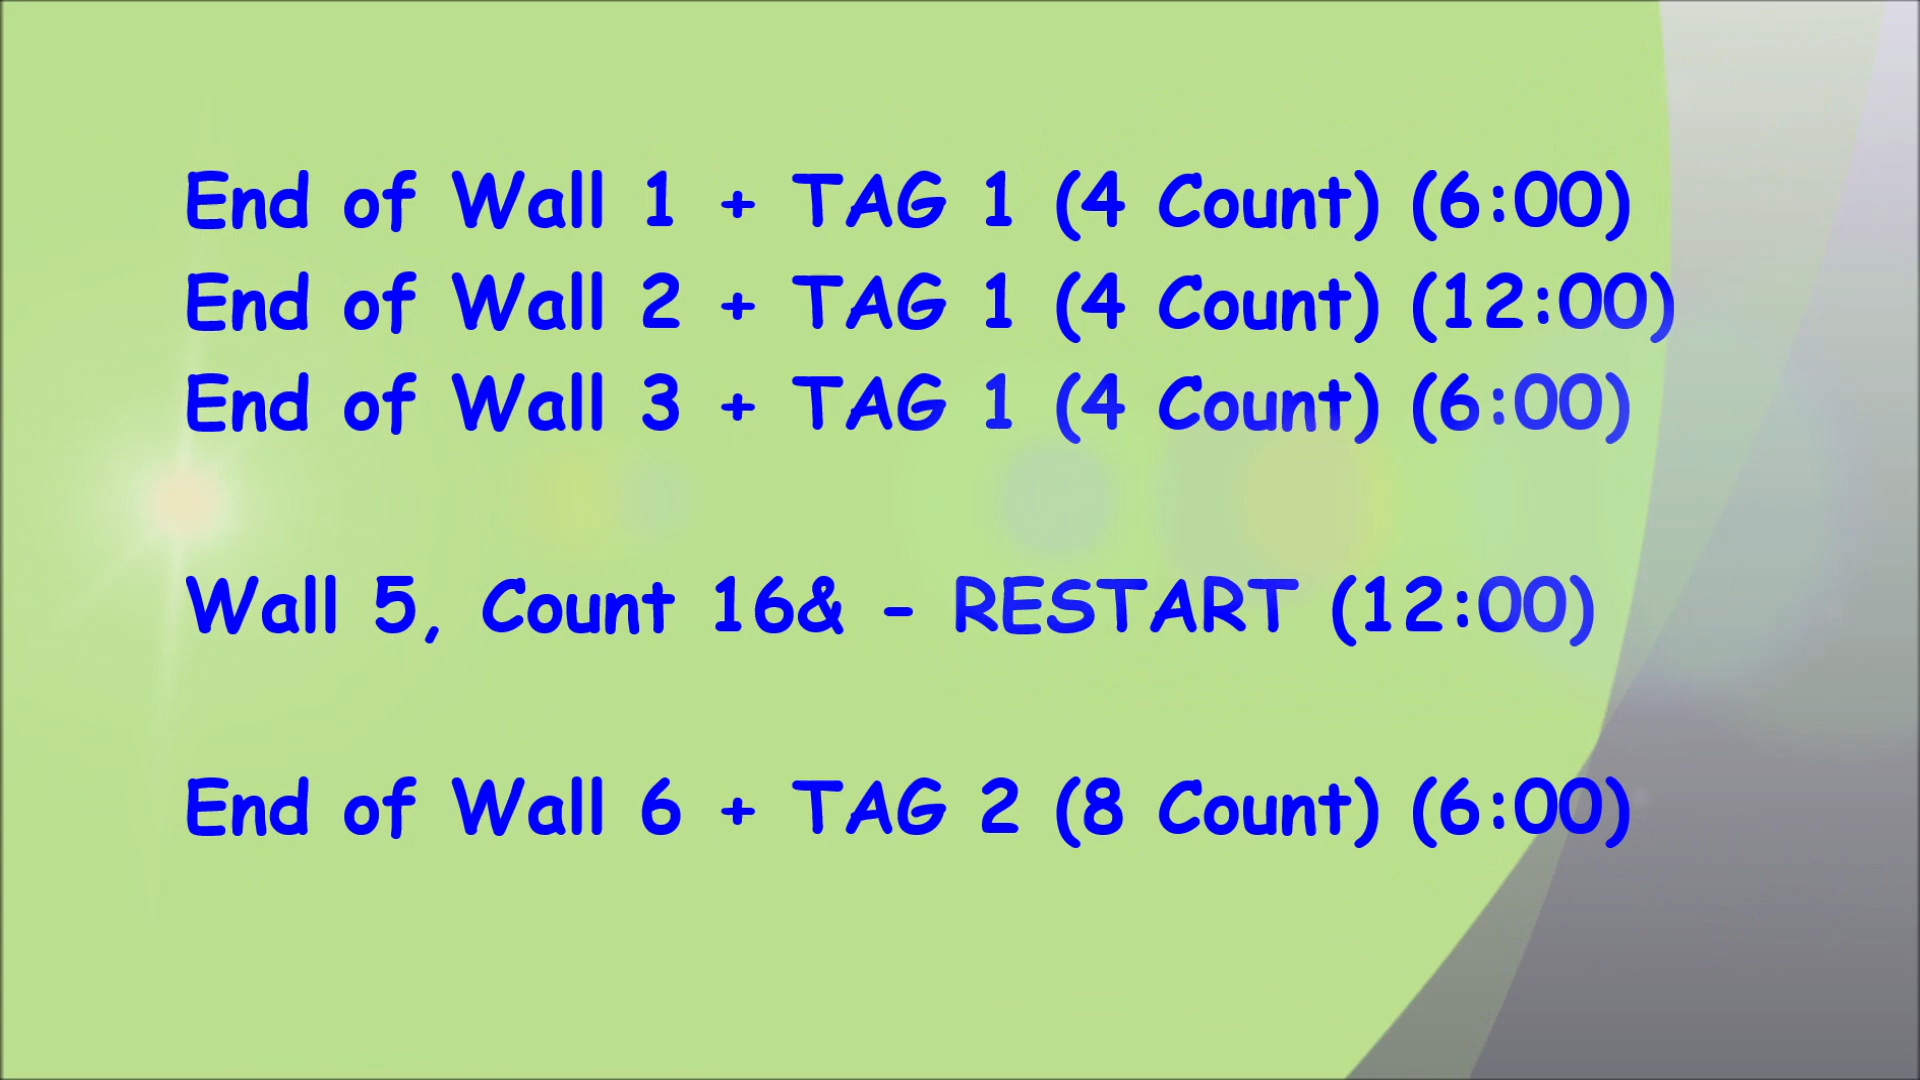 End of Wall 1 + TAG 1 (4 Count) (6:00)
End of Wall 2 + TAG 1 (4 Count) (12:00)
End of Wall 3 + TAG 1 (4 Count) (6:00)
Wall 5, Count 16& - RESTART (12:00)
End of Wall 6 + TAG 2 (8 Count) (6:00)